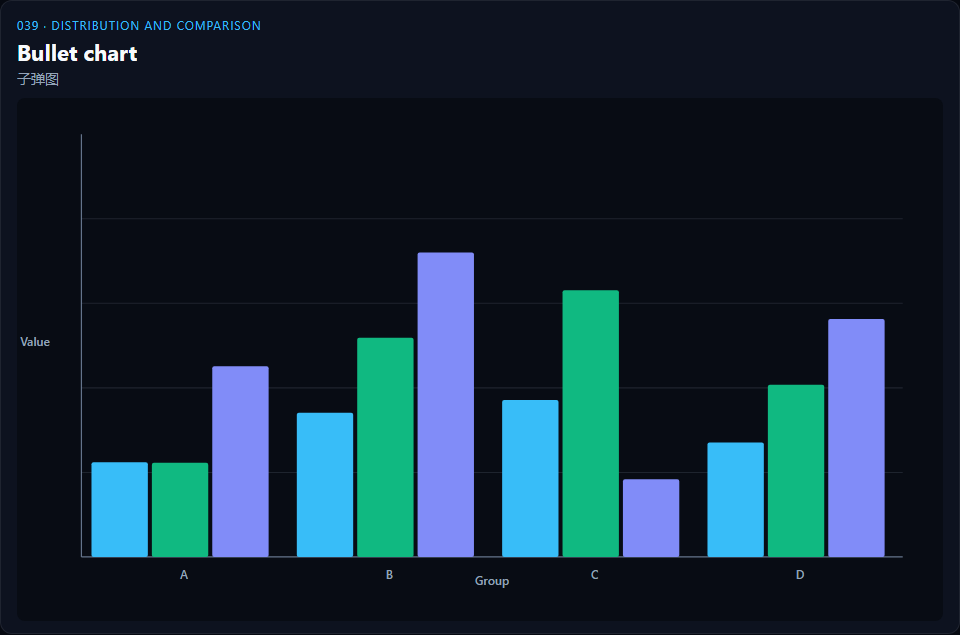 039 · DISTRIBUTION AND COMPARISON
Bullet chart
子弹图
Value
A
B
C
D
Group